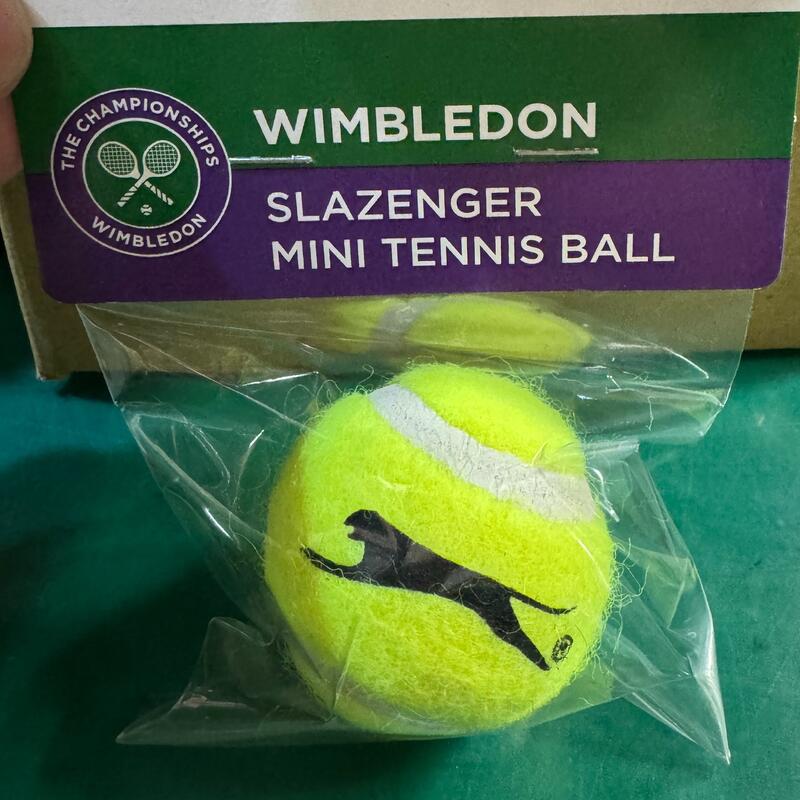 THE CHAMPIONSHIPS
WIMBLEDON
WIMBLEDON
SLAZENGER
MINI TENNIS BALL